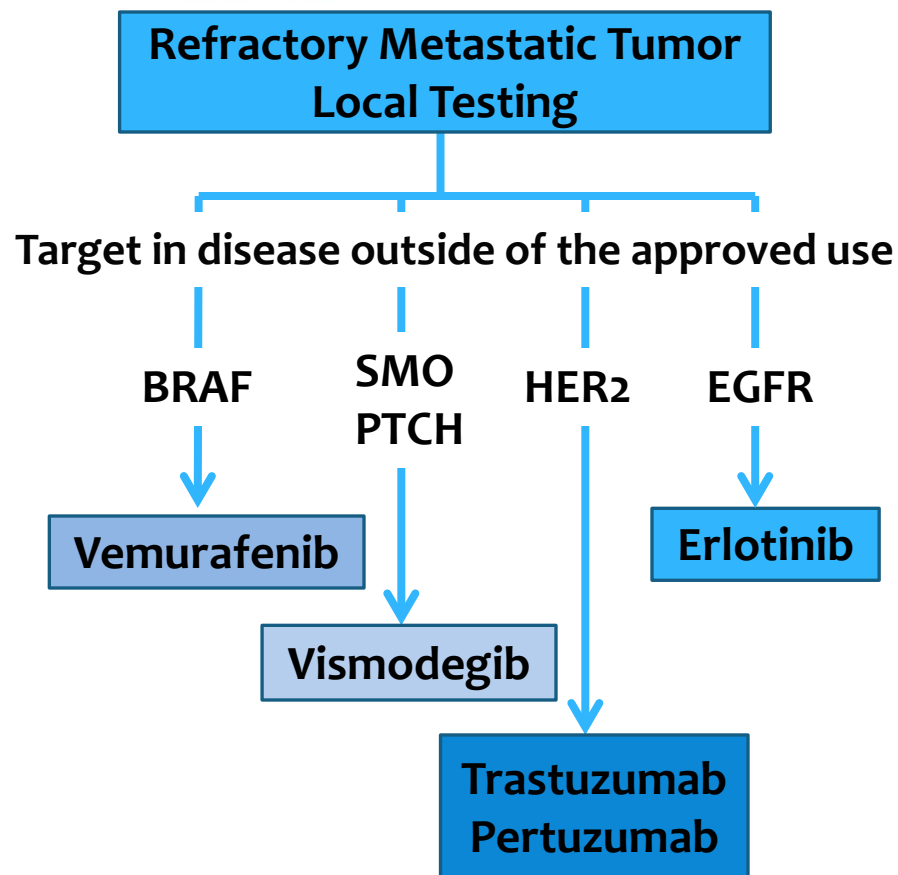 Refractory Metastatic Tumor
Local Testing
Target in disease outside of the approved use
BRAF
SMO
PTCH
HER2
EGFR
Vemurafenib
Erlotinib
Vismodegib
Trastuzumab
Pertuzumab